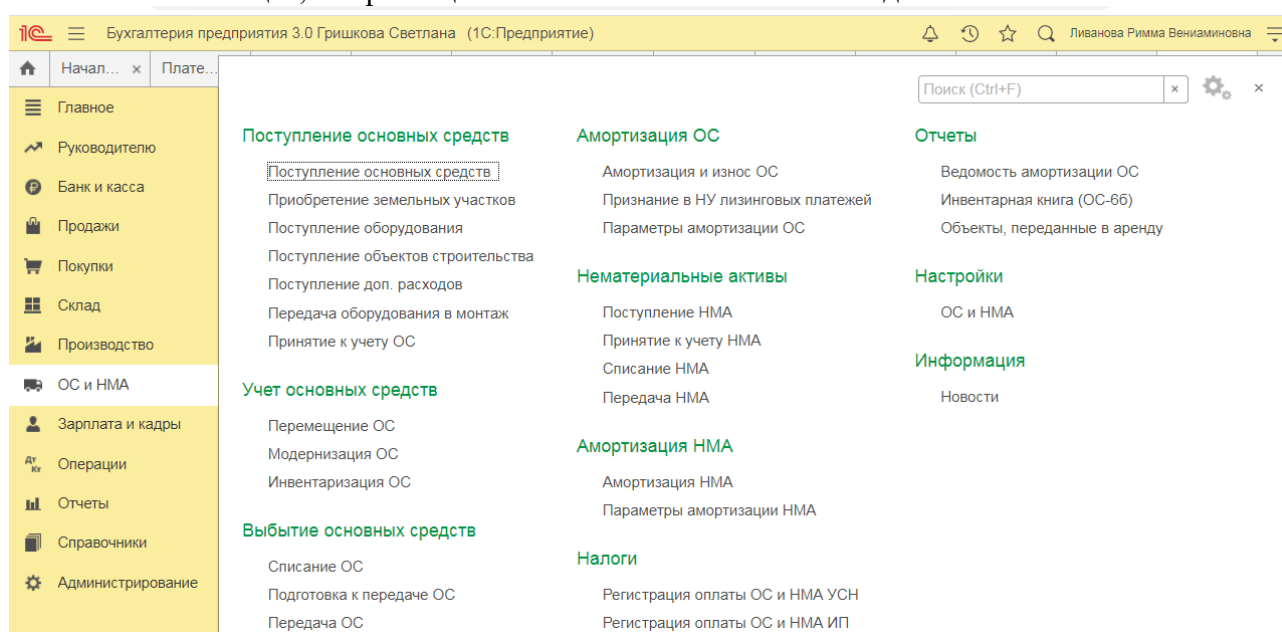 1С Бухгалтерия предприятия 3.0 Гришкова Светлана (1С:Предприятие) Ливанова Римма Вениаминовна
Начал... × Плате...
Поиск (Ctrl+F) × ×
Главное
Руководителю
Банк и касса
Продажи
Покупки
Склад
Производство
ОС и НМА
Зарплата и кадры
Дт Кт Операции
Отчеты
Справочники
Администрирование
Поступление основных средств
Поступление основных средств
Приобретение земельных участков
Поступление оборудования
Поступление объектов строительства
Поступление доп. расходов
Передача оборудования в монтаж
Принятие к учету ОС
Учет основных средств
Перемещение ОС
Модернизация ОС
Инвентаризация ОС
Выбытие основных средств
Списание ОС
Подготовка к передаче ОС
Передача ОС
Амортизация ОС
Амортизация и износ ОС
Признание в НУ лизинговых платежей
Параметры амортизации ОС
Нематериальные активы
Поступление НМА
Принятие к учету НМА
Списание НМА
Передача НМА
Амортизация НМА
Амортизация НМА
Параметры амортизации НМА
Налоги
Регистрация оплаты ОС и НМА УСН
Регистрация оплаты ОС и НМА ИП
Отчеты
Ведомость амортизации ОС
Инвентарная книга (ОС-6б)
Объекты, переданные в аренду
Настройки
ОС и НМА
Информация
Новости